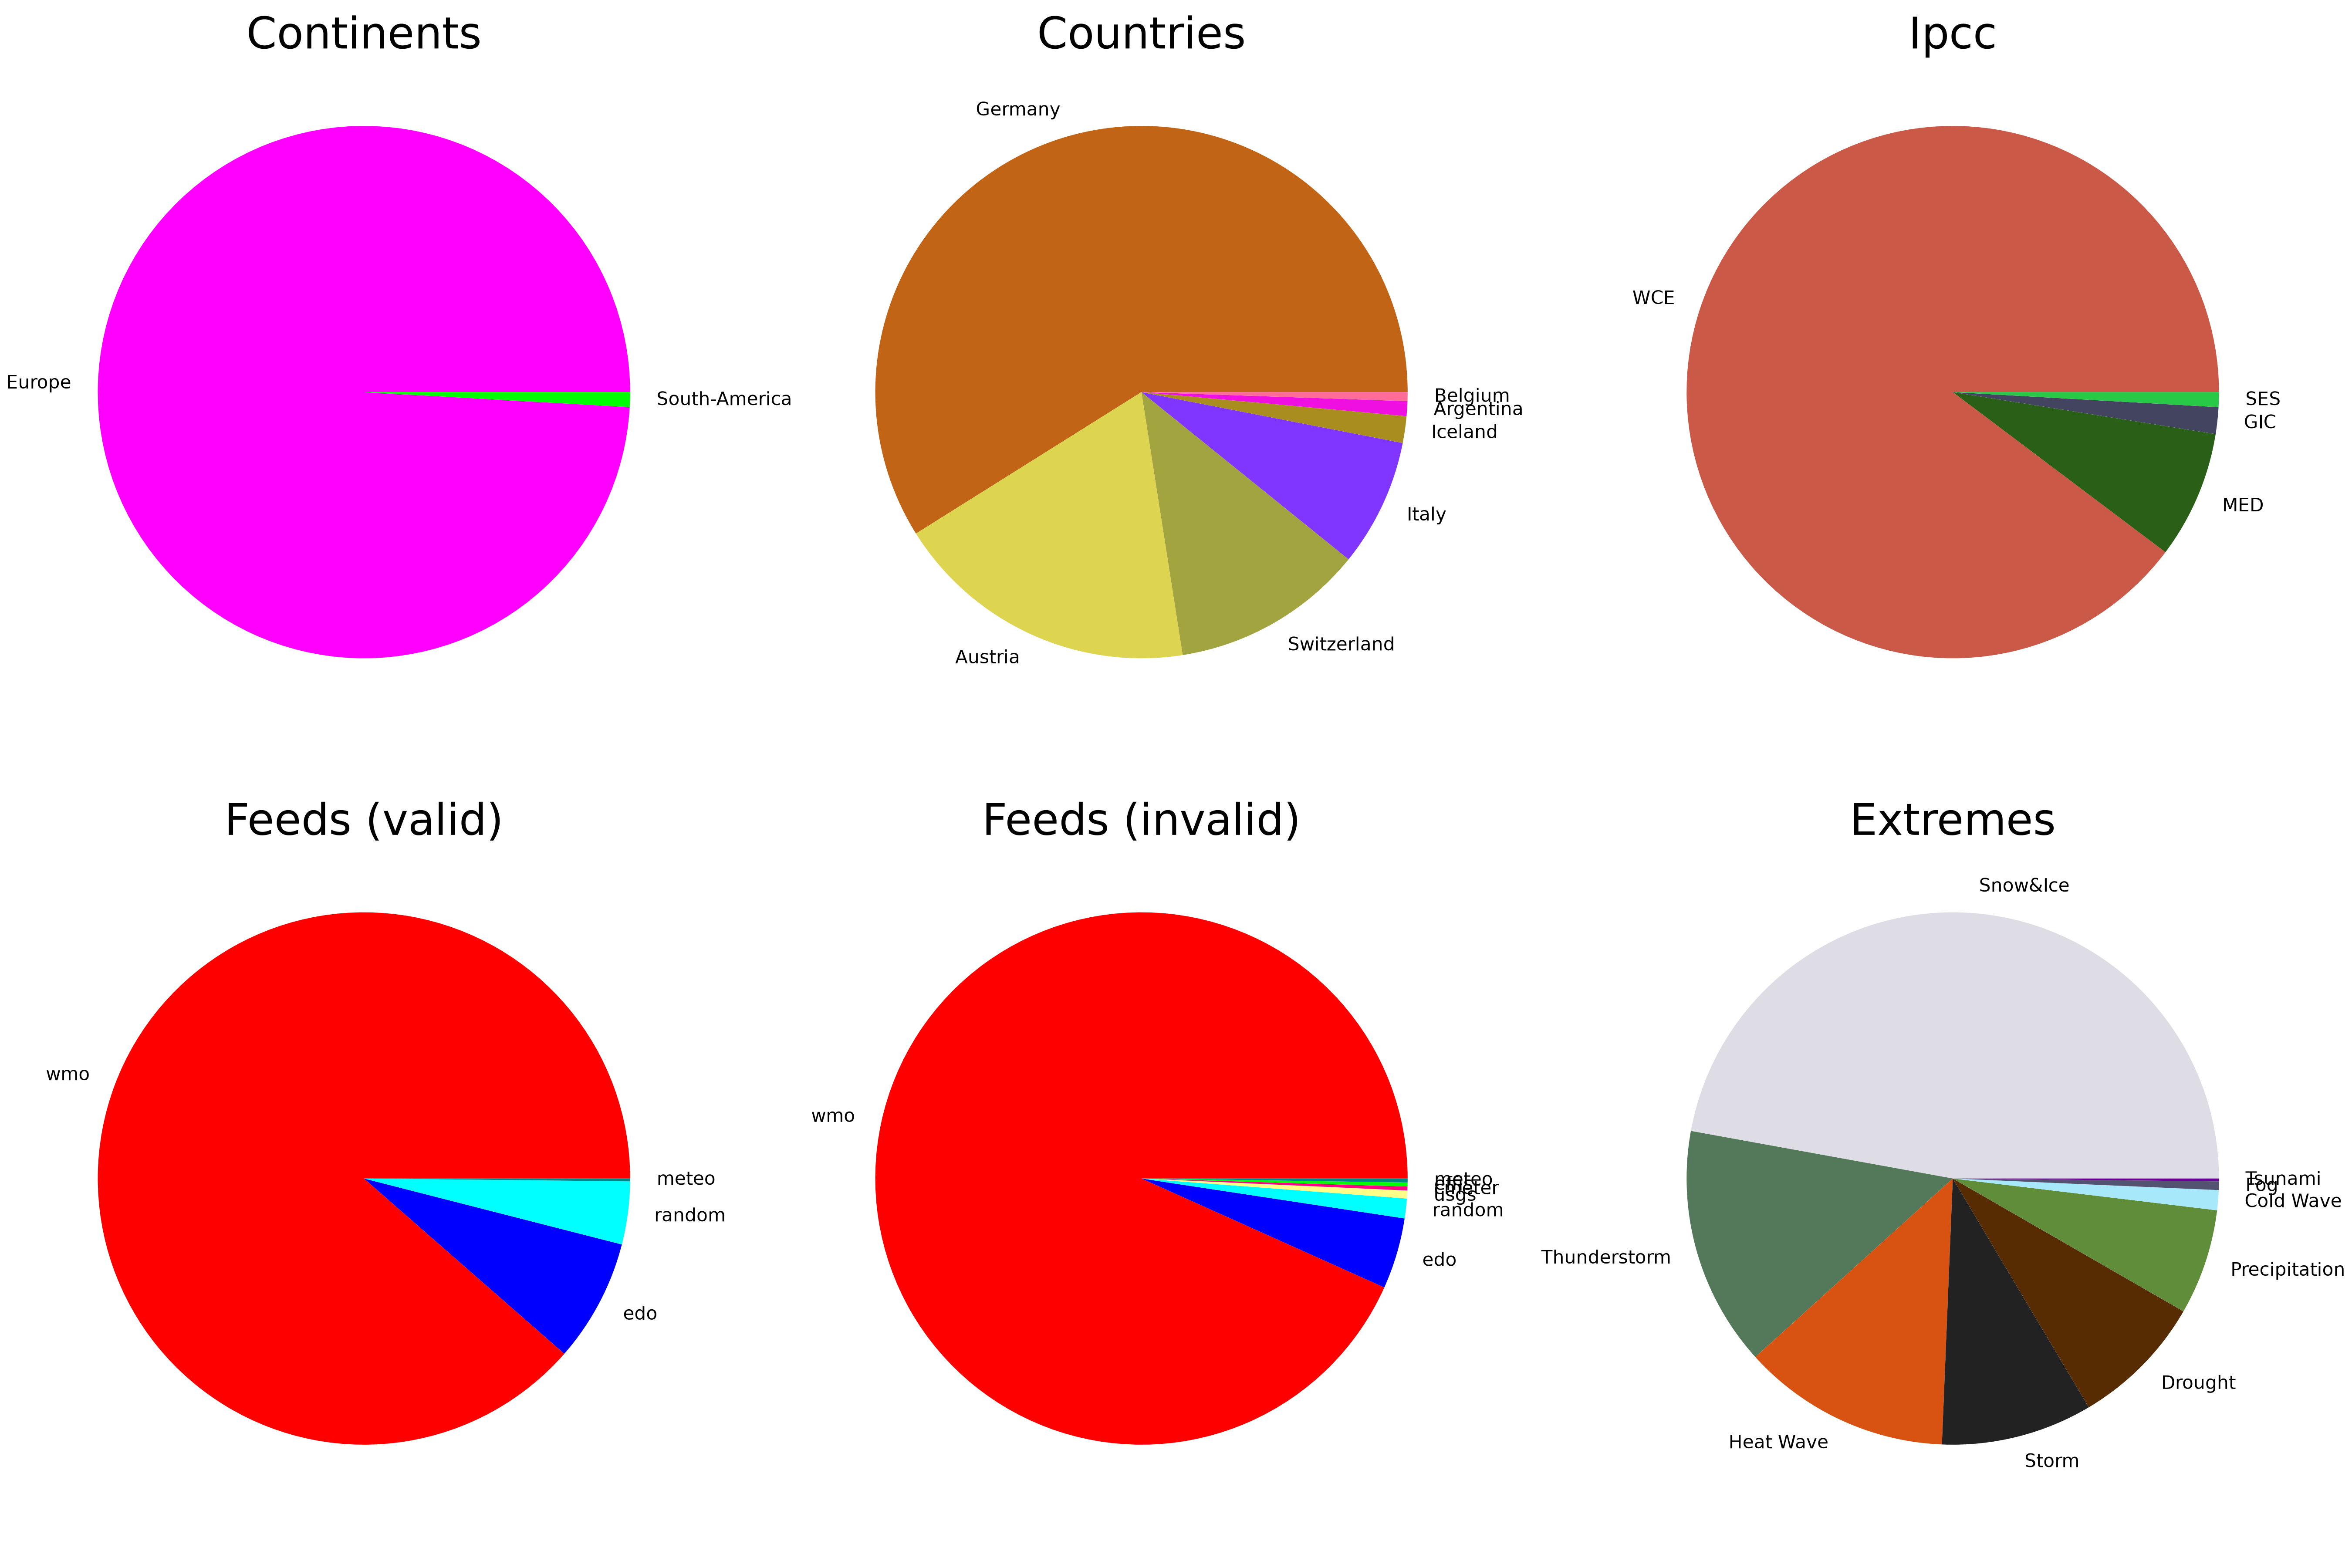 Continents
Countries
Ipcc
Europe
South-America
Germany
Belgium
Argentina
Iceland
Italy
Switzerland
Austria
WCE
SES
GIC
MED
Feeds (valid)
Feeds (invalid)
Extremes
wmo
meteo
random
edo
wmo
meteo
usgs
random
edo
Snow&Ice
Tsunami
Fog
Cold Wave
Precipitation
Drought
Storm
Heat Wave
Thunderstorm